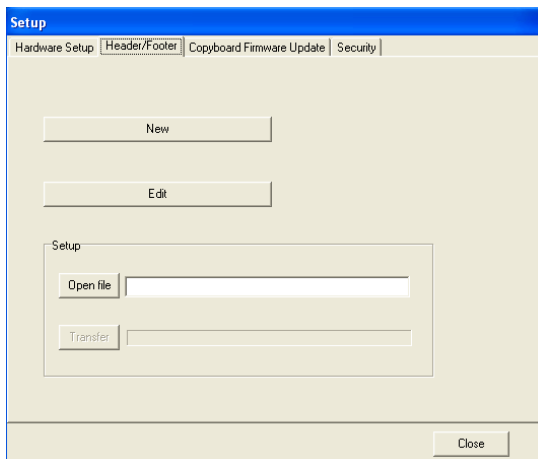 Setup
Hardware Setup Header/Footer Copyboard Firmware Update Security
New
Edit
Setup
Open file
Transfer
Close